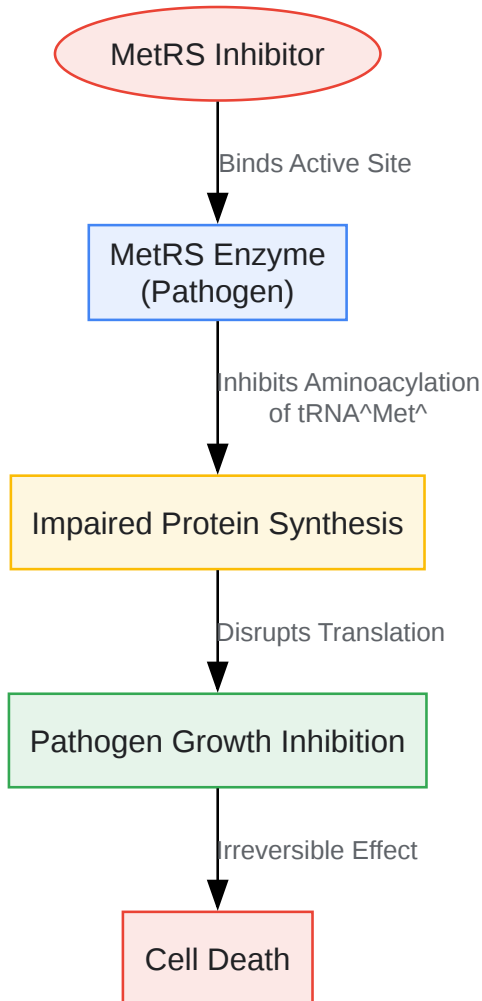 MetRS Inhibitor
Binds Active Site
MetRS Enzyme
(Pathogen)
Inhibits Aminoacylation
of tRNA^Met^
Impaired Protein Synthesis
Disrupts Translation
Pathogen Growth Inhibition
Irreversible Effect
Cell Death